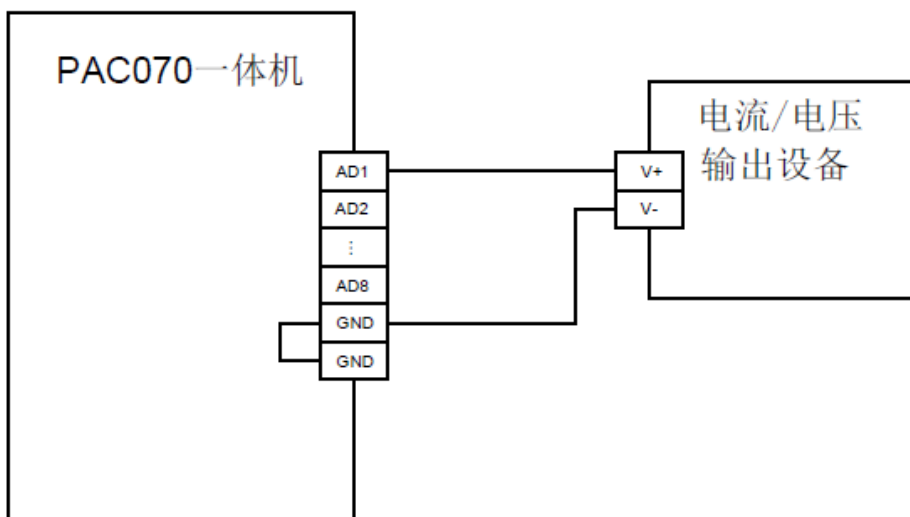 PAC070一体机
电流/电压
输出设备
AD1
AD2
⋮
AD8
GND
GND
V+
V-